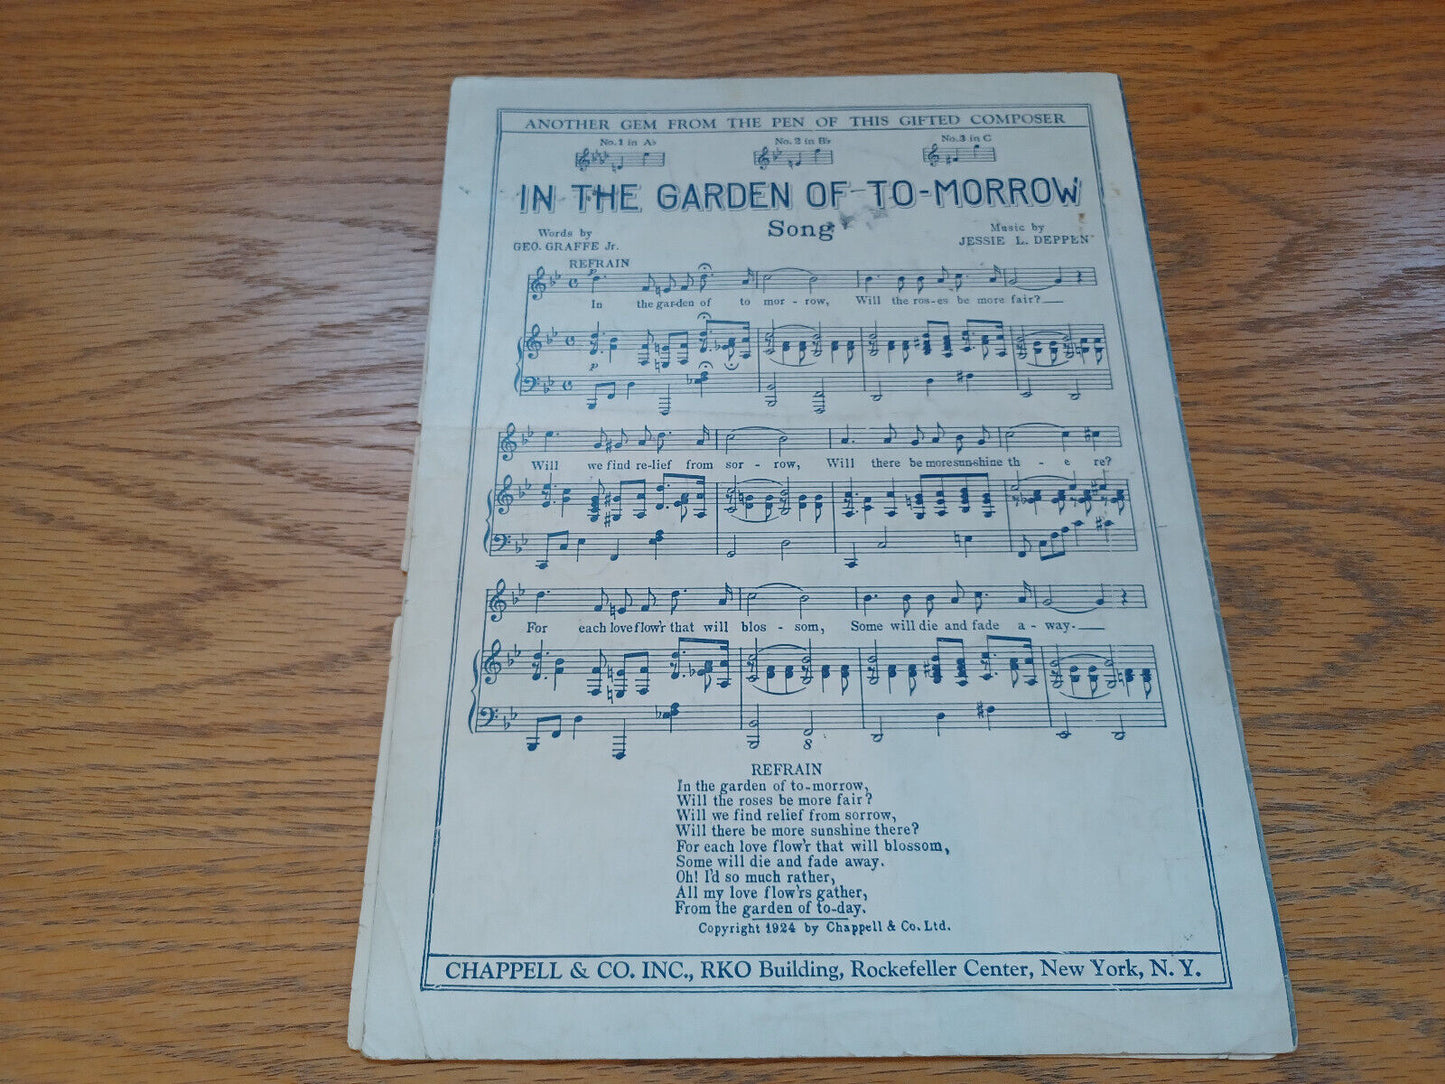 ANOTHER GEM FROM THE PEN OF THIS GIFTED COMPOSER
No. 1 in A♭ No. 2 in B♭ No. 3 in C
IN THE GARDEN OF TO-MORROW
Song
Words by
GEO. GRAFFE Jr.
Music by
JESSIE L. DEPPEN
REFRAIN
p
In the gar-den of to mor - row, Will the ros-es be more fair?
p
Will we find re-lief from sor - row, Will there be more sun-shine th - e re?
For each love flow'r that will blos - som, Some will die and fade a - way.
8
REFRAIN
In the garden of to-morrow,
Will the roses be more fair?
Will we find relief from sorrow,
Will there be more sunshine there?
For each love flow'r that will blossom,
Some will die and fade away.
Oh! I'd so much rather,
All my love flow'rs gather,
From the garden of to-day.
Copyright 1924 by Chappell & Co. Ltd.
CHAPPELL & CO. INC., RKO Building, Rockefeller Center, New York, N. Y.